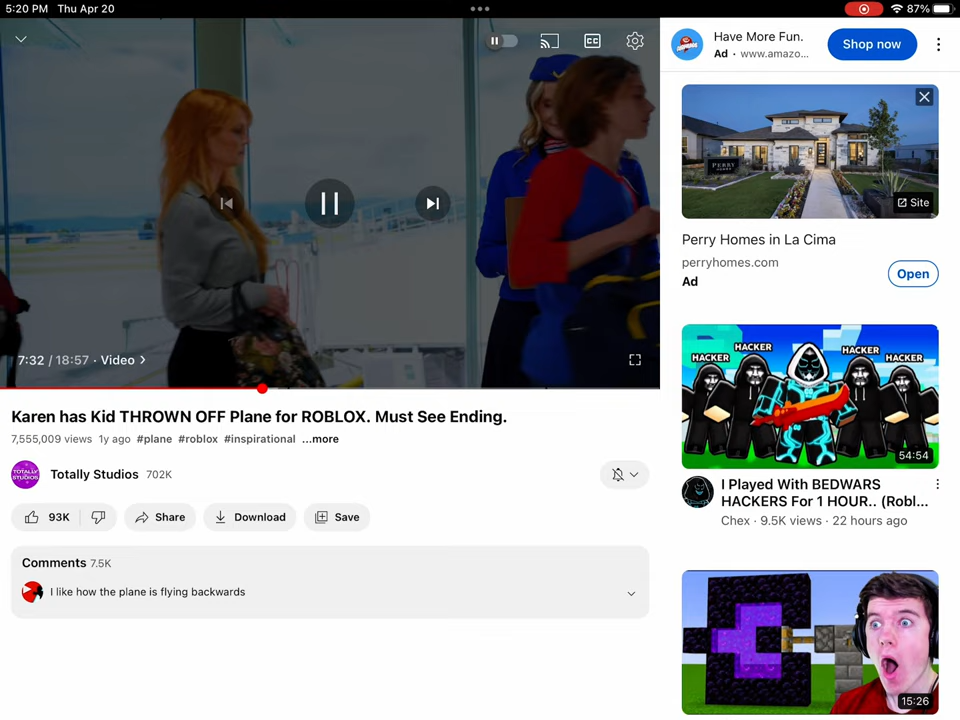 5:20 PM Thu Apr 20
87%
CC
7:32 / 18:57 · Video
Karen has Kid THROWN OFF Plane for ROBLOX. Must See Ending.
7,555,009 views 1y ago #plane #roblox #inspirational ...more
TOTALLY
STUDIOS
Totally Studios 702K
93K
Share
Download
Save
Comments 7.5K
I like how the plane is flying backwards
Have More Fun.
Ad · www.amazo...
Shop now
PERRY
Site
Perry Homes in La Cima
perryhomes.com
Ad
Open
HACKER
HACKER
HACKER
HACKER
54:54
I Played With BEDWARS
HACKERS For 1 HOUR.. (Robl...
Chex · 9.5K views · 22 hours ago
15:26